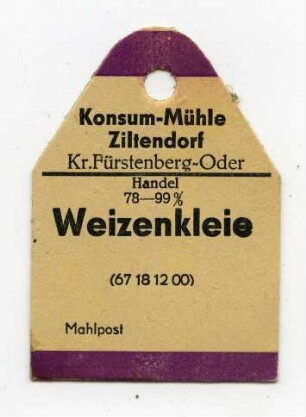 Konsum-Mühle
Ziltendorf
Kr.Fürstenberg-Oder
Handel
78—99%
Weizenkleie
(67 18 12 00)
Mahlpost